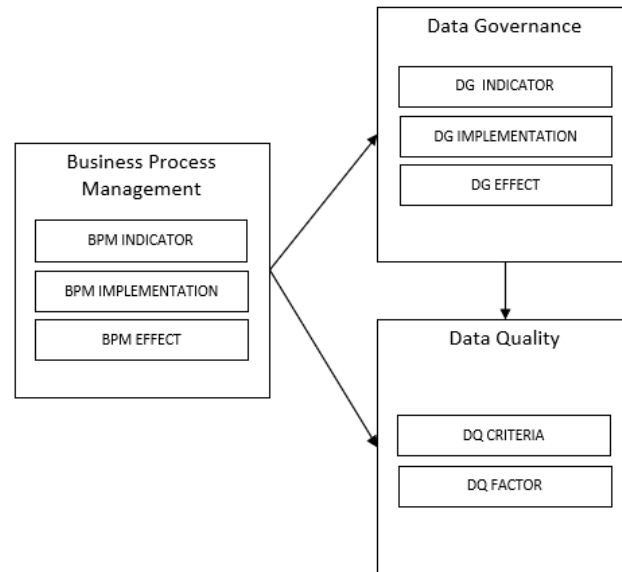 Data Governance
DG INDICATOR
DG IMPLEMENTATION
DG EFFECT
Business Process
Management
BPM INDICATOR
BPM IMPLEMENTATION
BPM EFFECT
Data Quality
DQ CRITERIA
DQ FACTOR